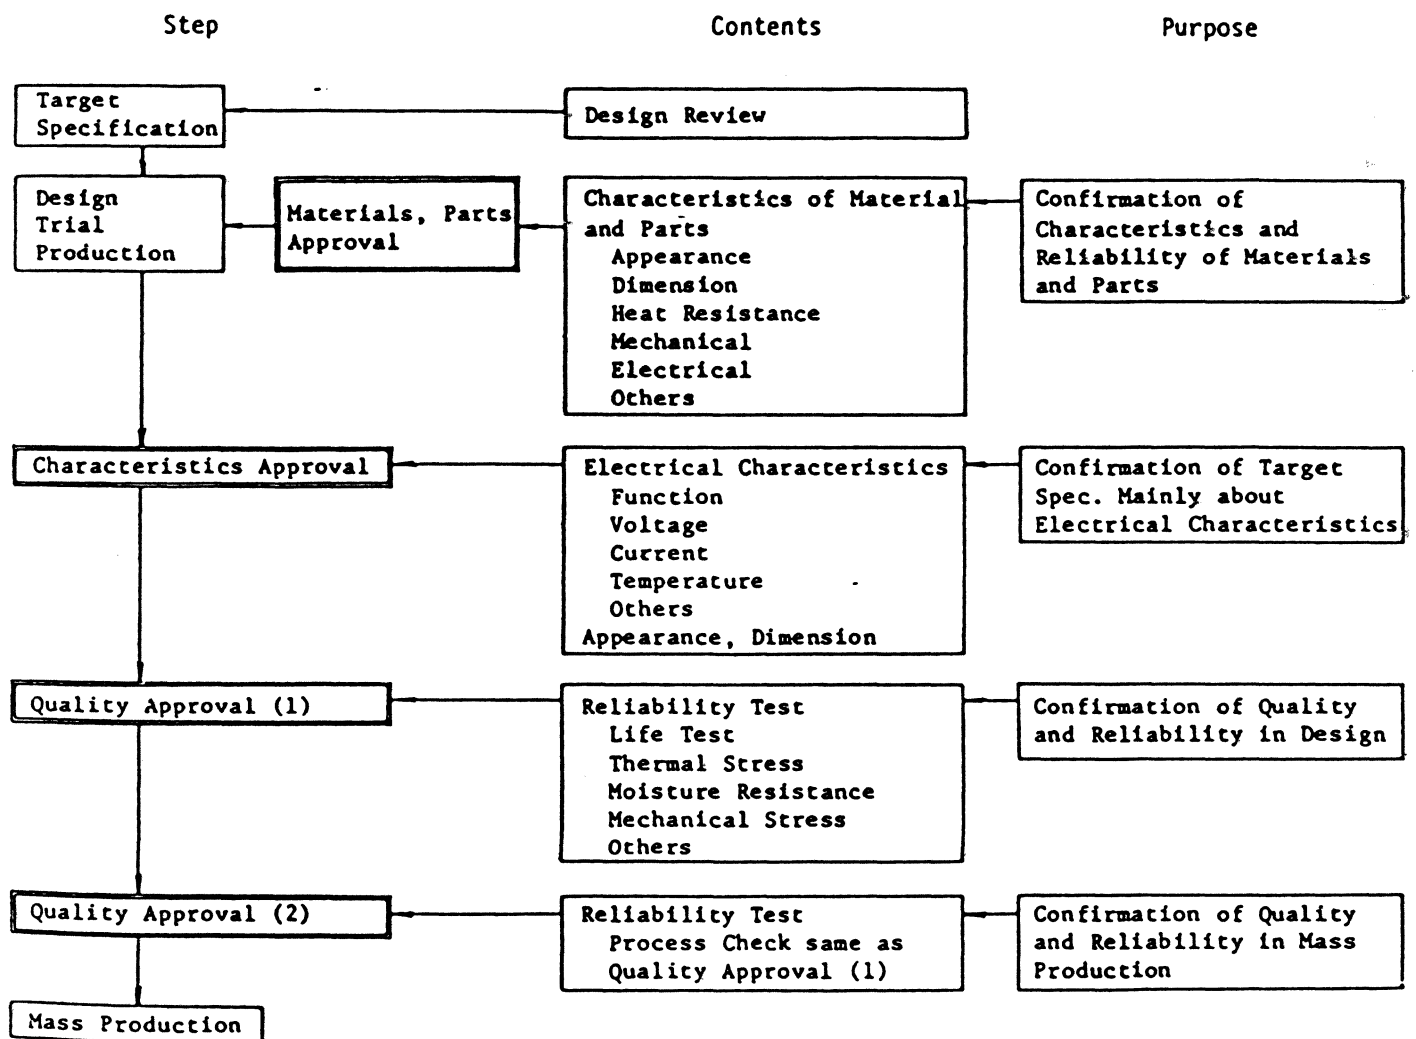 Step
Contents
Purpose
Target
Specification
Design Review
Design
Trial
Production
Materials, Parts
Approval
Characteristics of Material
and Parts
Appearance
Dimension
Heat Resistance
Mechanical
Electrical
Others
Confirmation of
Characteristics and
Reliability of Materials
and Parts
Characteristics Approval
Electrical Characteristics
Function
Voltage
Current
Temperature
Others
Appearance, Dimension
Confirmation of Target
Spec. Mainly about
Electrical Characteristics
Quality Approval (1)
Reliability Test
Life Test
Thermal Stress
Moisture Resistance
Mechanical Stress
Others
Confirmation of Quality
and Reliability in Design
Quality Approval (2)
Reliability Test
Process Check same as
Quality Approval (1)
Confirmation of Quality
and Reliability in Mass
Production
Mass Production